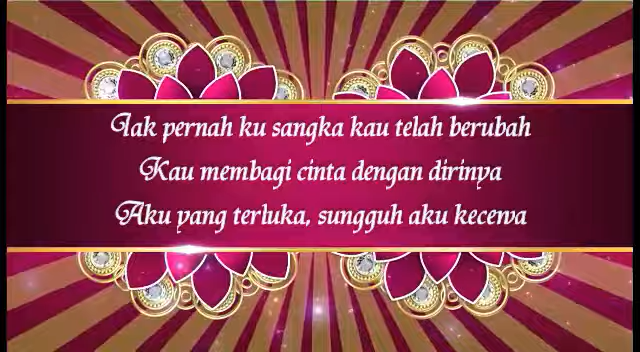 Tak pernah ku sangka kau telah berubah
Kau membagi cinta dengan dirinya
Aku yang terluka, sungguh aku kecewa